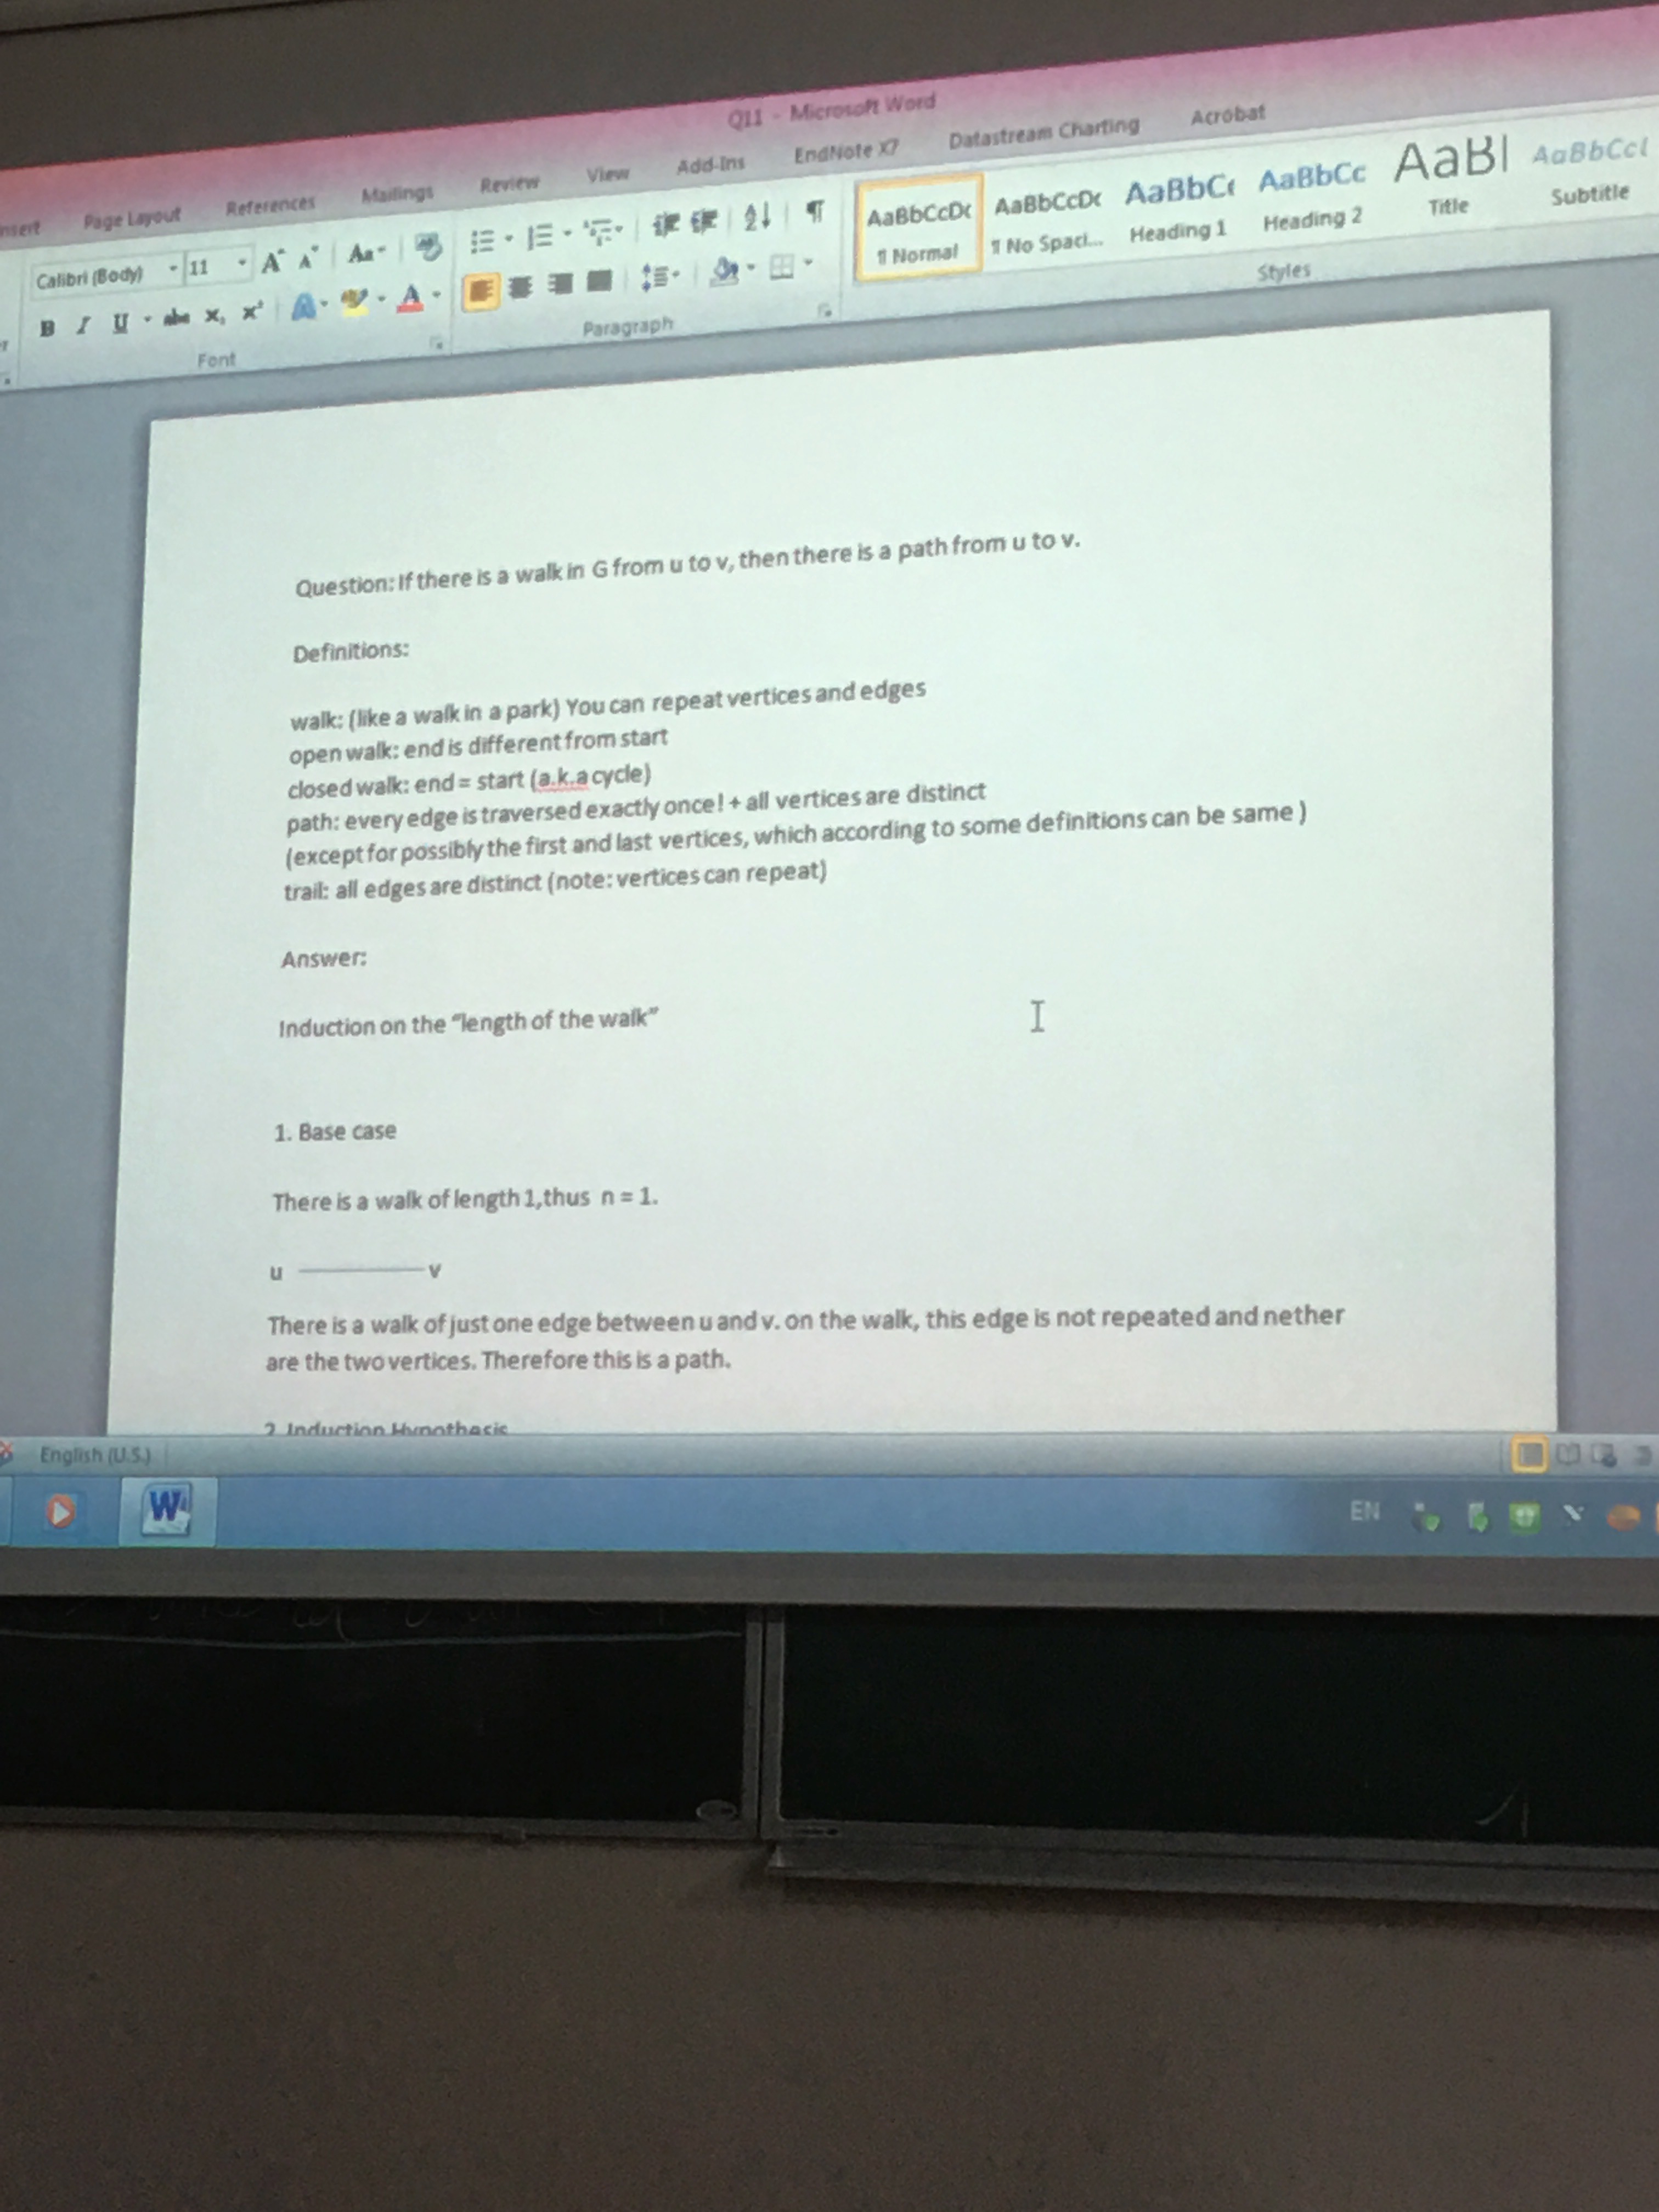 Q11 - Microsoft Word
nsert Page Layout References Mailings Review View Add-Ins EndNote X7 Datastream Charting Acrobat
Calibri (Body) 11 A A Aa
AaBbCcDc AaBbCcDc AaBbC AaBbCc AaBl AaBbCcl
¶ Normal ¶ No Spaci... Heading 1 Heading 2 Title Subtitle
B I U abc x, x² A A
Font Paragraph Styles
Question: If there is a walk in G from u to v, then there is a path from u to v.
Definitions:
walk: (like a walk in a park) You can repeat vertices and edges
open walk: end is different from start
closed walk: end = start (a.k.a cycle)
path: every edge is traversed exactly once! + all vertices are distinct
(except for possibly the first and last vertices, which according to some definitions can be same )
trail: all edges are distinct (note: vertices can repeat)
Answer:
Induction on the “length of the walk”
1. Base case
There is a walk of length 1, thus n = 1.
u v
There is a walk of just one edge between u and v. on the walk, this edge is not repeated and nether
are the two vertices. Therefore this is a path.
2. Induction Hypothesis
English (U.S.)
W
EN